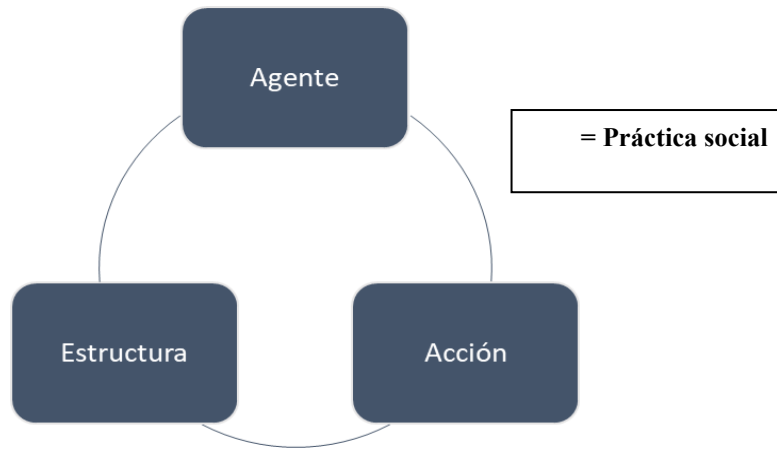 Agente
= Práctica social
Estructura
Acción